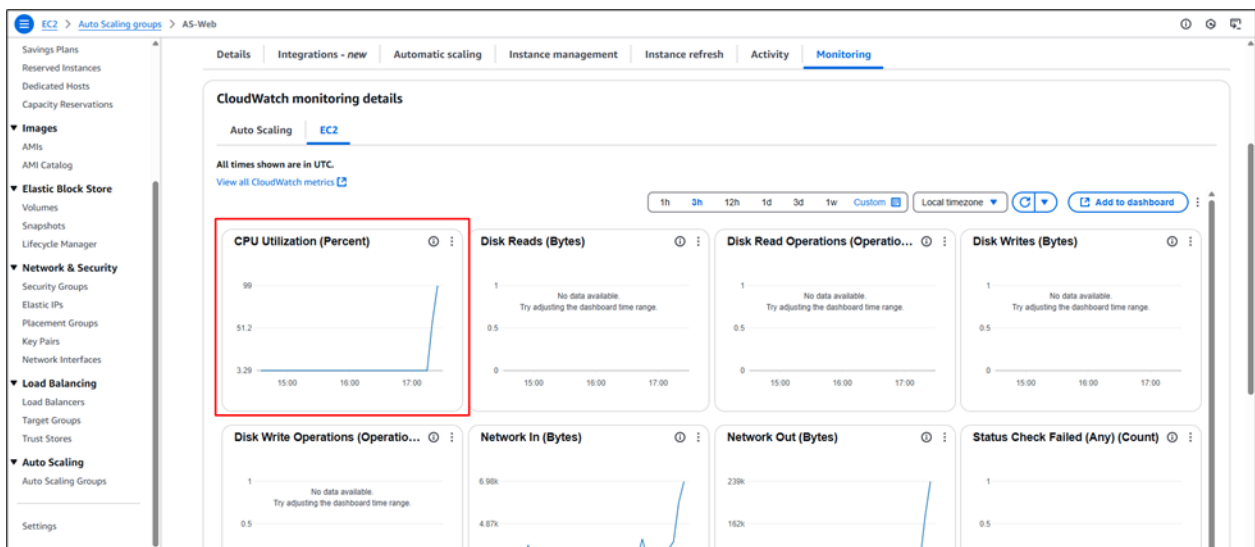 EC2 > Auto Scaling groups > AS-Web
Savings Plans
Reserved Instances
Dedicated Hosts
Capacity Reservations
Images
AMIs
AMI Catalog
Elastic Block Store
Volumes
Snapshots
Lifecycle Manager
Network & Security
Security Groups
Elastic IPs
Placement Groups
Key Pairs
Network Interfaces
Load Balancing
Load Balancers
Target Groups
Trust Stores
Auto Scaling
Auto Scaling Groups
Settings
Details Integrations - new Automatic scaling Instance management Instance refresh Activity Monitoring
CloudWatch monitoring details
Auto Scaling EC2
All times shown are in UTC.
View all CloudWatch metrics
1h 3h 12h 1d 3d 1w Custom Local timezone Add to dashboard
CPU Utilization (Percent)
99
51.2
3.29
15:00 16:00 17:00
Disk Reads (Bytes)
1
No data available.
Try adjusting the dashboard time range.
0.5
0
15:00 16:00 17:00
Disk Read Operations (Operatio...
1
No data available.
Try adjusting the dashboard time range.
0.5
0
15:00 16:00 17:00
Disk Writes (Bytes)
1
No data available.
Try adjusting the dashboard time range.
0.5
0
15:00 16:00 17:00
Disk Write Operations (Operatio...
1
No data available.
Try adjusting the dashboard time range.
0.5
Network In (Bytes)
6.98k
4.87k
Network Out (Bytes)
239k
162k
Status Check Failed (Any) (Count)
1
0.5